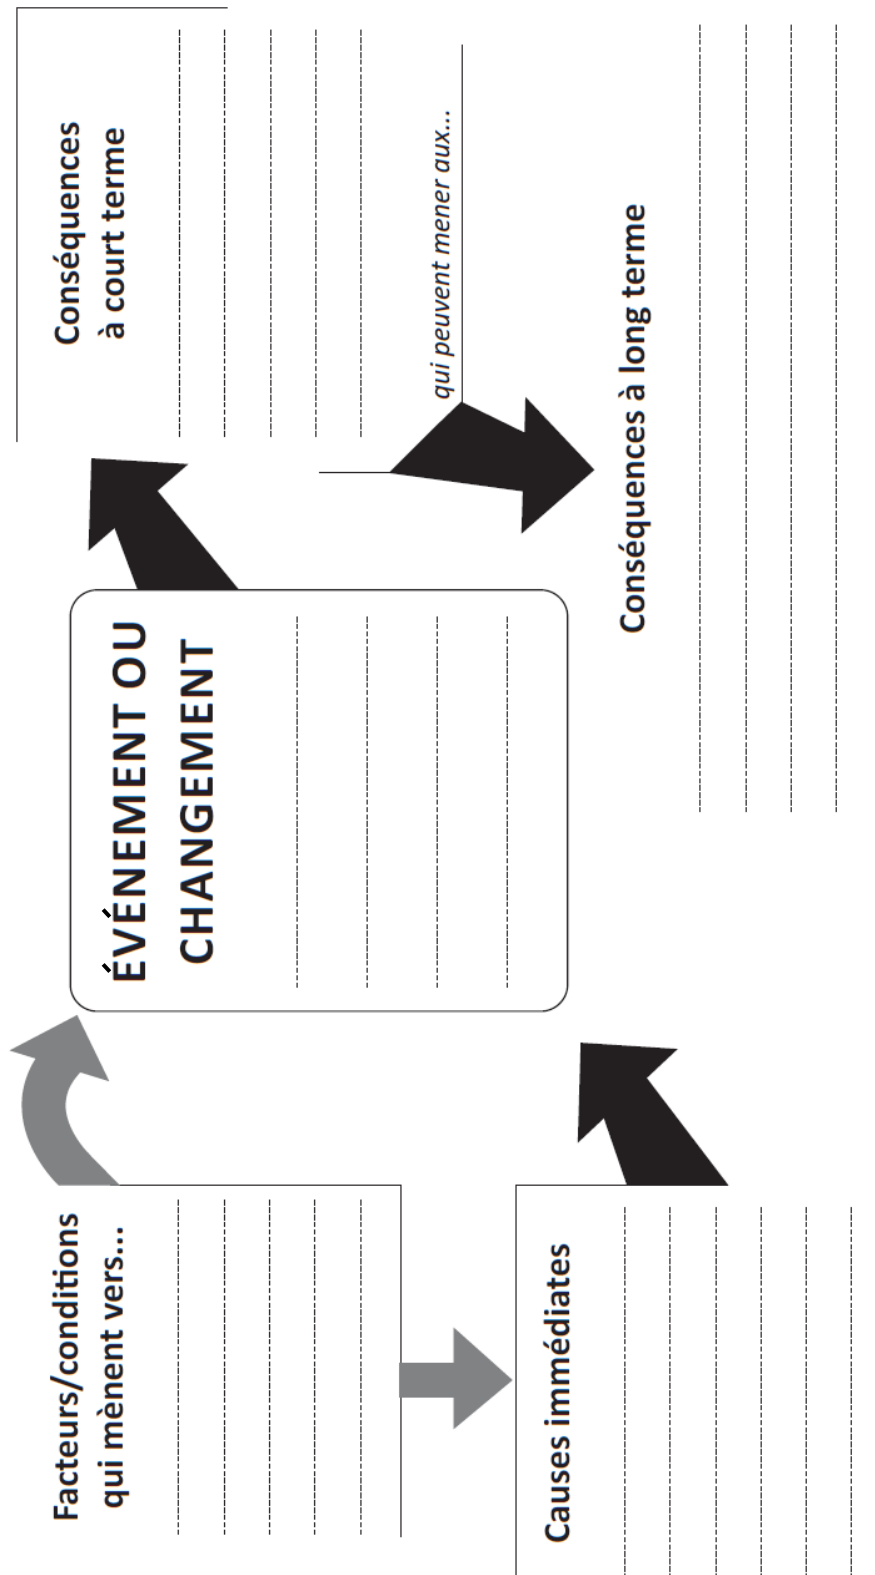 Facteurs/conditions
qui mènent vers...
Causes immédiates
ÉVÉNEMENT OU
CHANGEMENT
Conséquences
à court terme
qui peuvent mener aux...
Conséquences à long terme